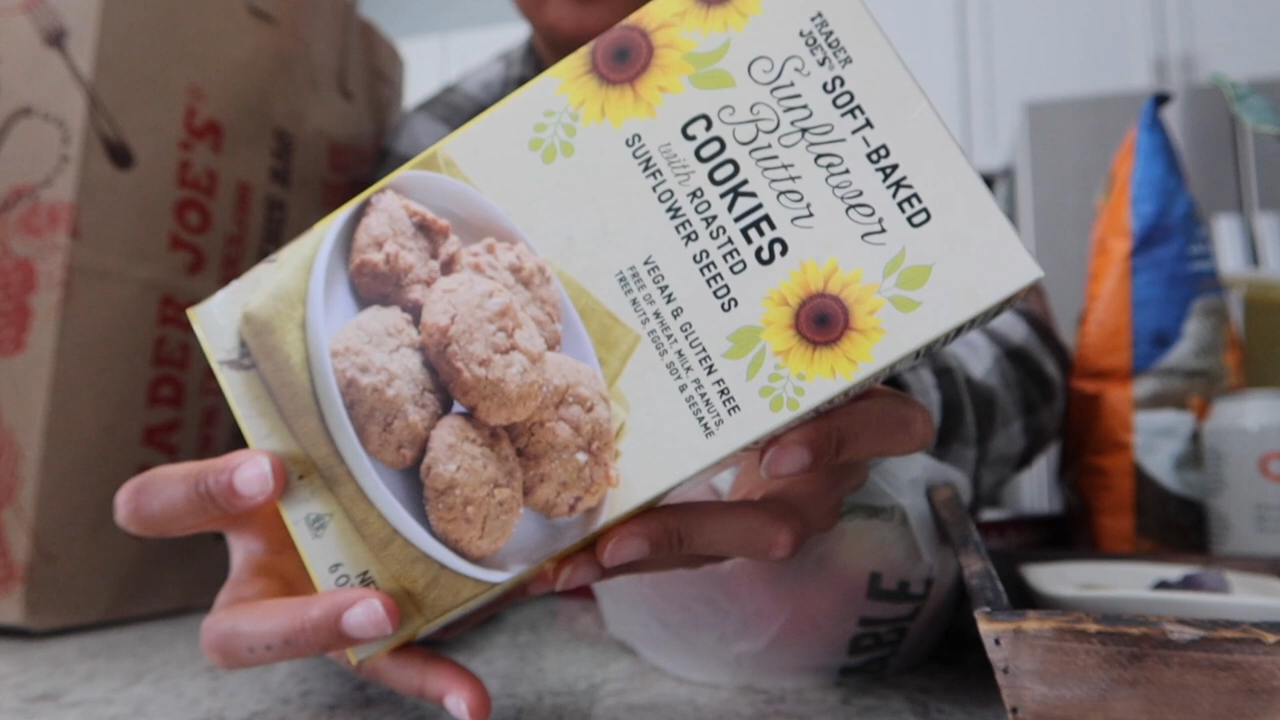 TRADER
JOE'S®
SOFT-BAKED
Sunflower
Butter
COOKIES
with ROASTED
SUNFLOWER SEEDS
VEGAN & GLUTEN FREE
FREE OF WHEAT, MILK, PEANUTS,
TREE NUTS, EGGS, SOY & SESAME
JOE'S
ABLE